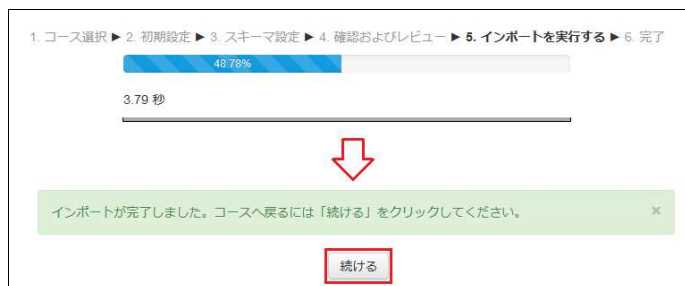 1. コース選択 ► 2. 初期設定 ► 3. スキーマ設定 ► 4. 確認およびレビュー ► 5. インポートを実行する ► 6. 完了
48.78%
3.79 秒
インポートが完了しました。コースへ戻るには「続ける」をクリックしてください。 ×
続ける